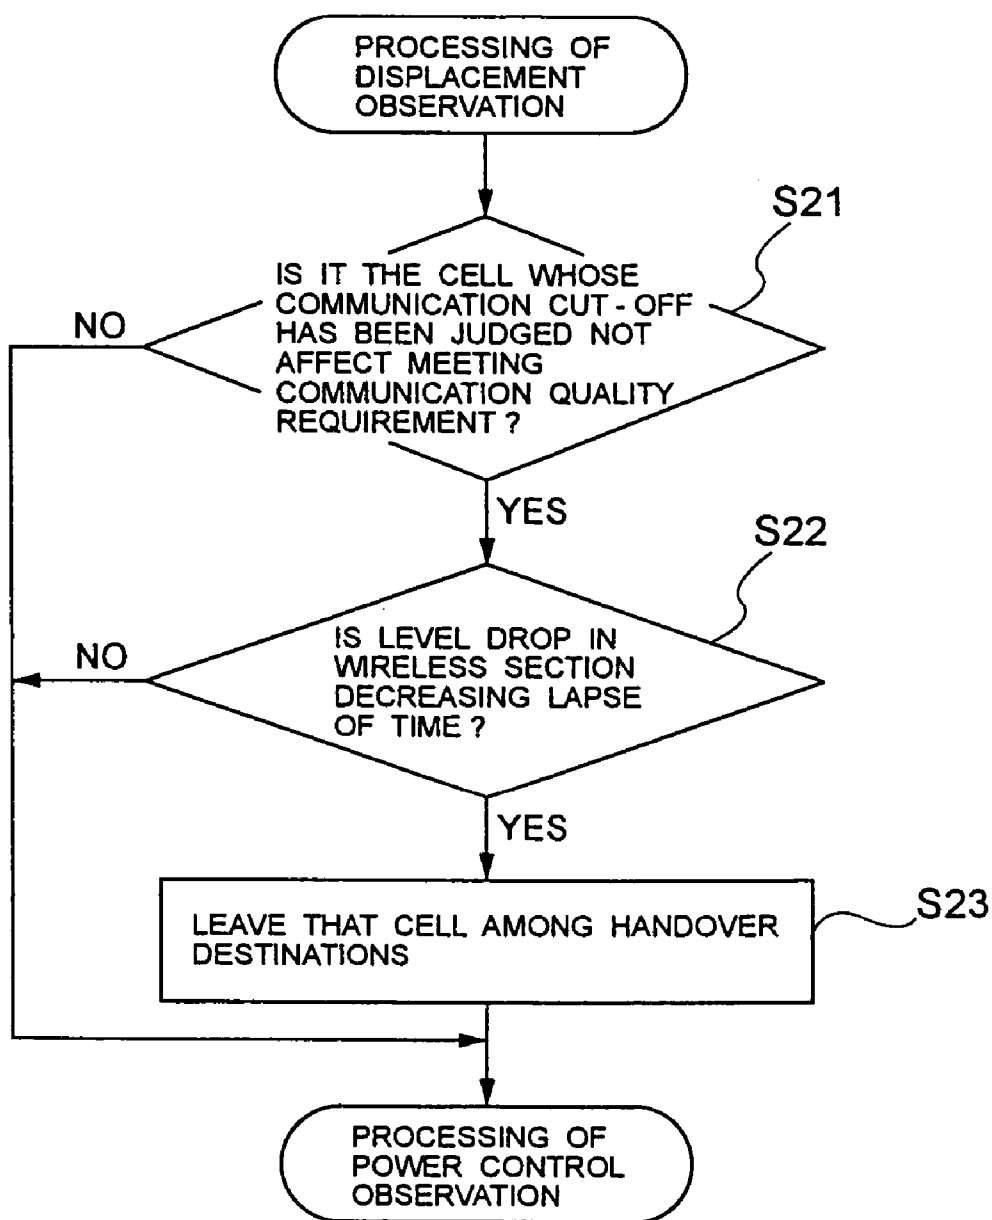 PROCESSING OF
DISPLACEMENT
OBSERVATION
S21
IS IT THE CELL WHOSE
COMMUNICATION CUT-OFF
HAS BEEN JUDGED NOT
AFFECT MEETING
COMMUNICATION QUALITY
REQUIREMENT ?
NO
YES
S22
IS LEVEL DROP IN
WIRELESS SECTION
DECREASING LAPSE
OF TIME ?
NO
YES
S23
LEAVE THAT CELL AMONG HANDOVER
DESTINATIONS
PROCESSING OF
POWER CONTROL
OBSERVATION